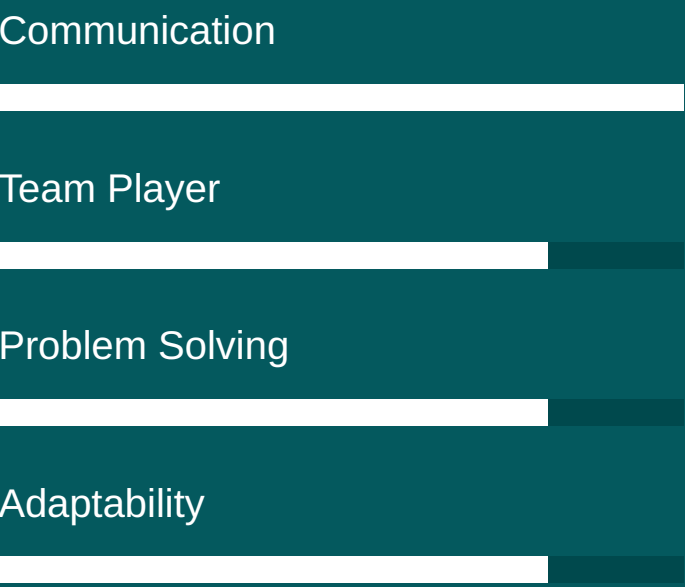 Communication
Team Player
Problem Solving
Adaptability